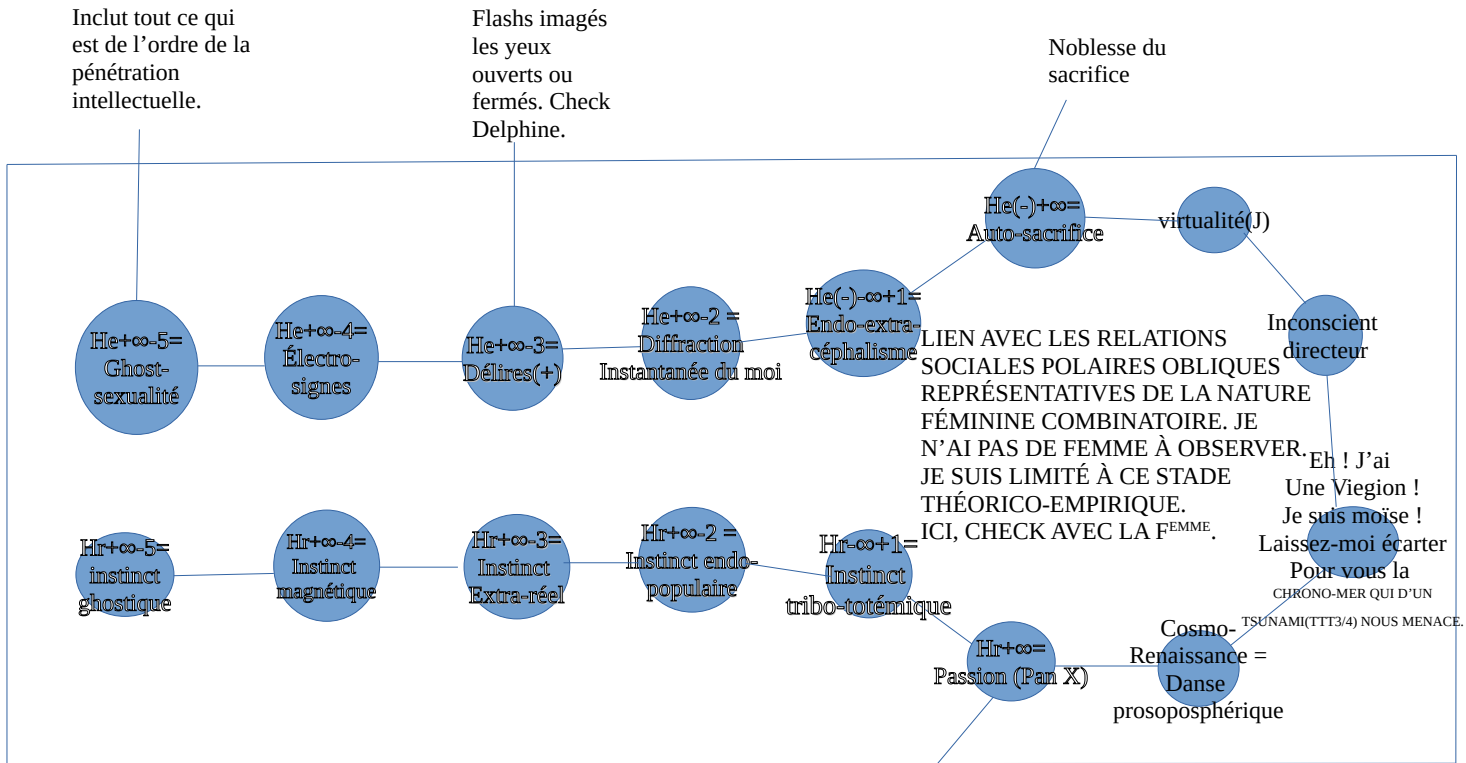 Inclut tout ce qui
est de l’ordre de la
pénétration
intellectuelle.
Flashs imagés
les yeux
ouverts ou
fermés. Check
Delphine.
Noblesse du
sacrifice
He+∞-5=
Ghost-
sexualité
He+∞-4=
Électro-
signes
He+∞-3=
Délires(+)
He+∞-2 =
Diffraction
Instantanée du moi
He(-)-∞+1=
Endo-extra-
céphalisme
He(-)+∞=
Auto-sacrifice
virtualité(J)
Inconscient
directeur
LIEN AVEC LES RELATIONS
SOCIALES POLAIRES OBLIQUES
REPRÉSENTATIVES DE LA NATURE
FÉMININE COMBINATOIRE. JE
N’AI PAS DE FEMME À OBSERVER.
JE SUIS LIMITÉ À CE STADE
THÉORICO-EMPIRIQUE.
ICI, CHECK AVEC LA FEMME.
Eh ! J’ai
Une Viegion !
Je suis moïse !
Laissez-moi écarter
Pour vous la
CHRONO-MER QUI D’UN
TSUNAMI(TTT3/4) NOUS MENACE.
Hr+∞-5=
instinct
ghostique
Hr+∞-4=
Instinct
magnétique
Hr+∞-3=
Instinct
Extra-réel
Hr+∞-2 =
Instinct endo-
populaire
Hr-∞+1=
Instinct
tribo-totémique
Hr+∞=
Passion (Pan X)
Cosmo-
Renaissance =
Danse
prosoposphérique